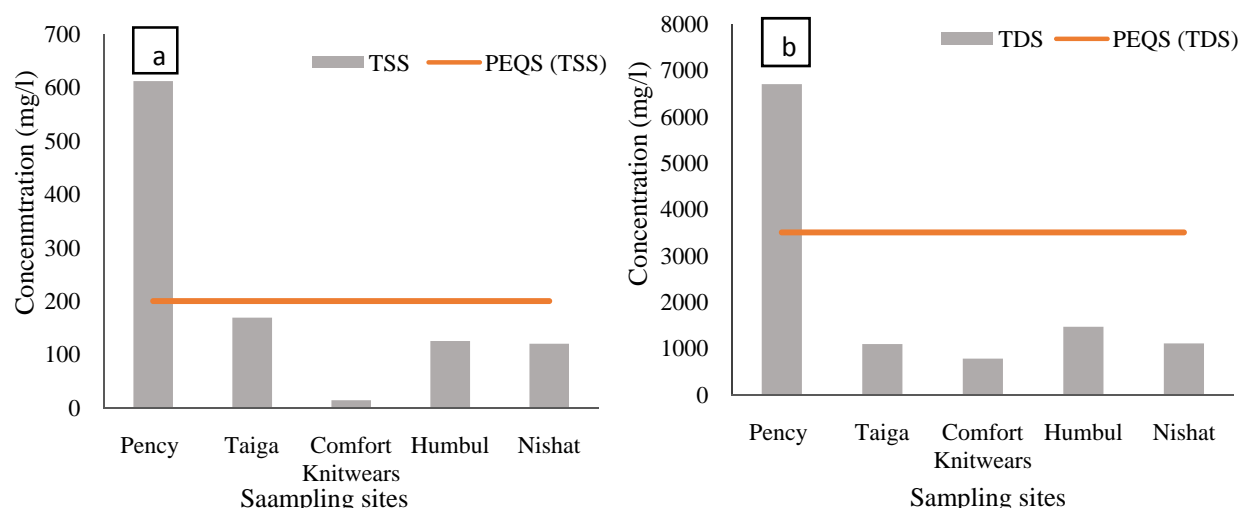 a
TSS PEQS (TSS)
Concenmtration (mg/l)
700
600
500
400
300
200
100
0
Pency Taiga Comfort Knitwears Humbul Nishat
Saampling sites
b
TDS PEQS (TDS)
Concentration (mg/l)
8000
7000
6000
5000
4000
3000
2000
1000
0
Pency Taiga Comfort Knitwears Humbul Nishat
Sampling sites